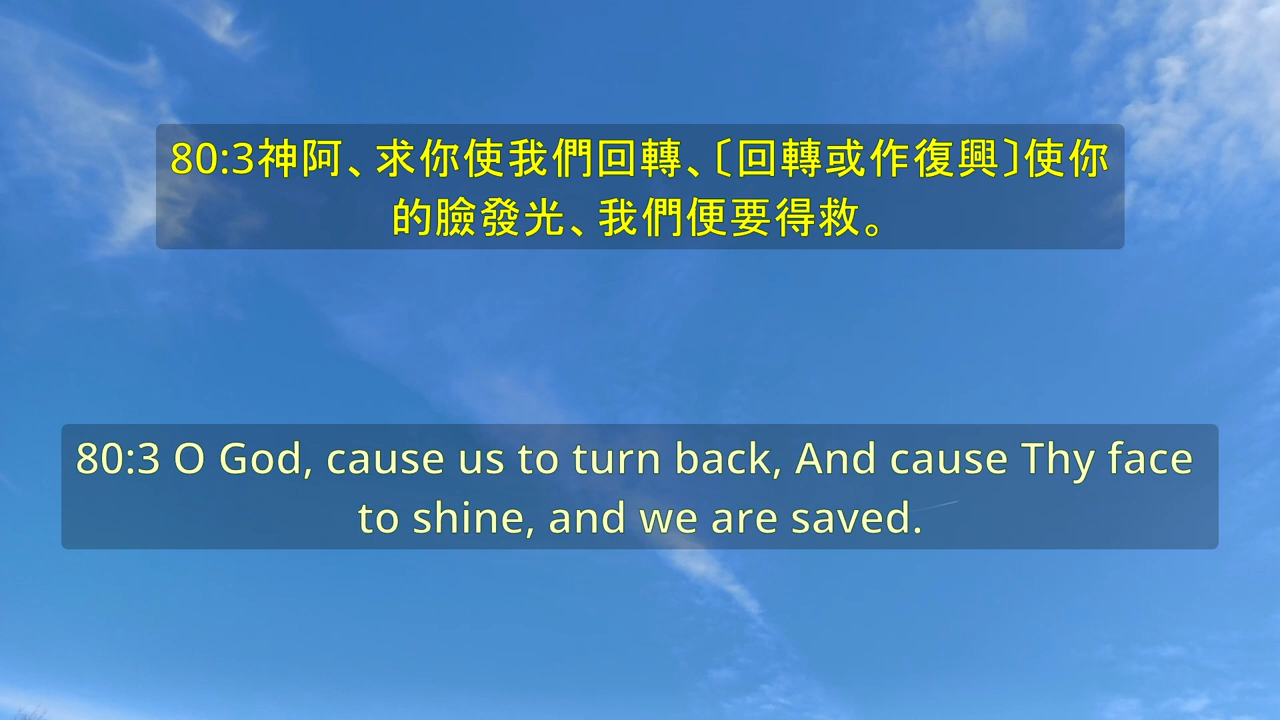 80:3神阿、求你使我們回轉、〔回轉或作復興〕使你
的臉發光、我們便要得救。
80:3 O God, cause us to turn back, And cause Thy face
to shine, and we are saved.